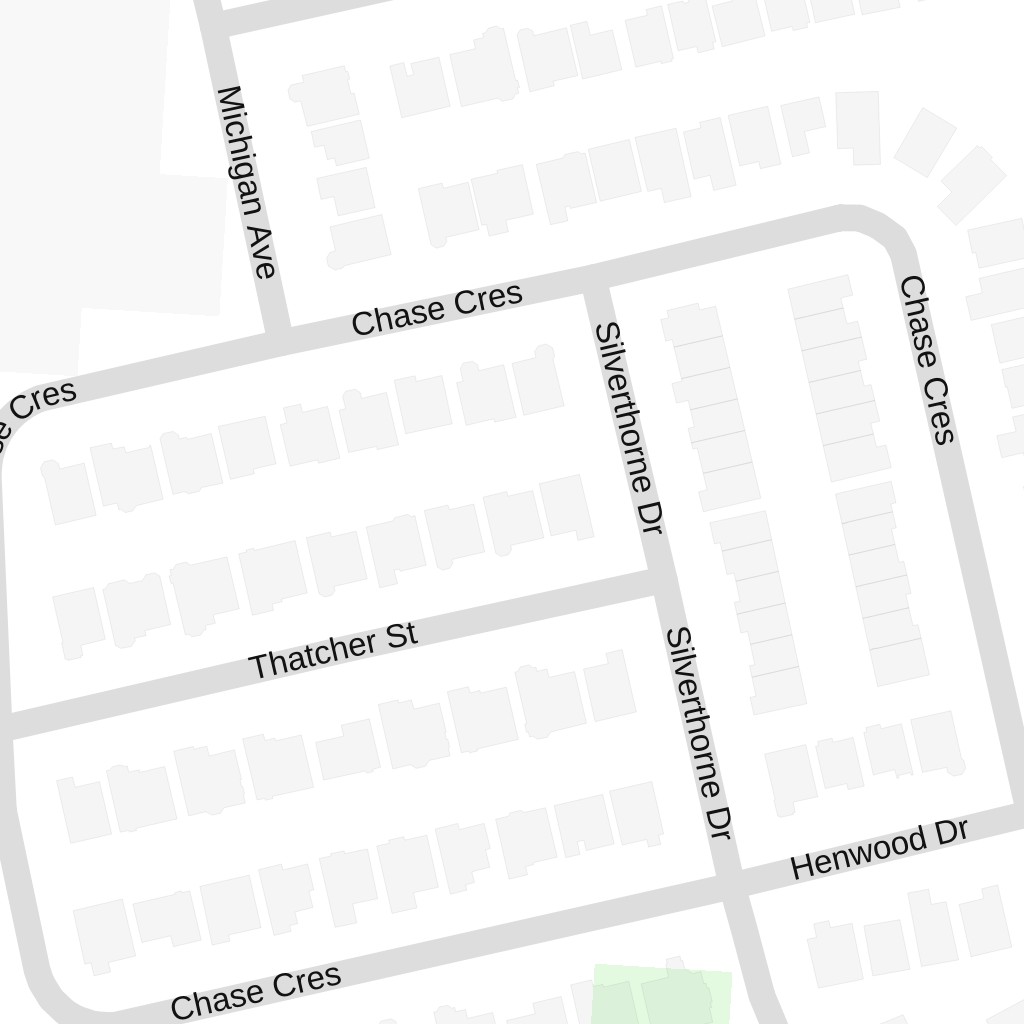 Michigan Ave
Chase Cres
Chase Cres
Silverthorne Dr
Cres
Thatcher St
Silverthorne Dr
Henwood Dr
Chase Cres